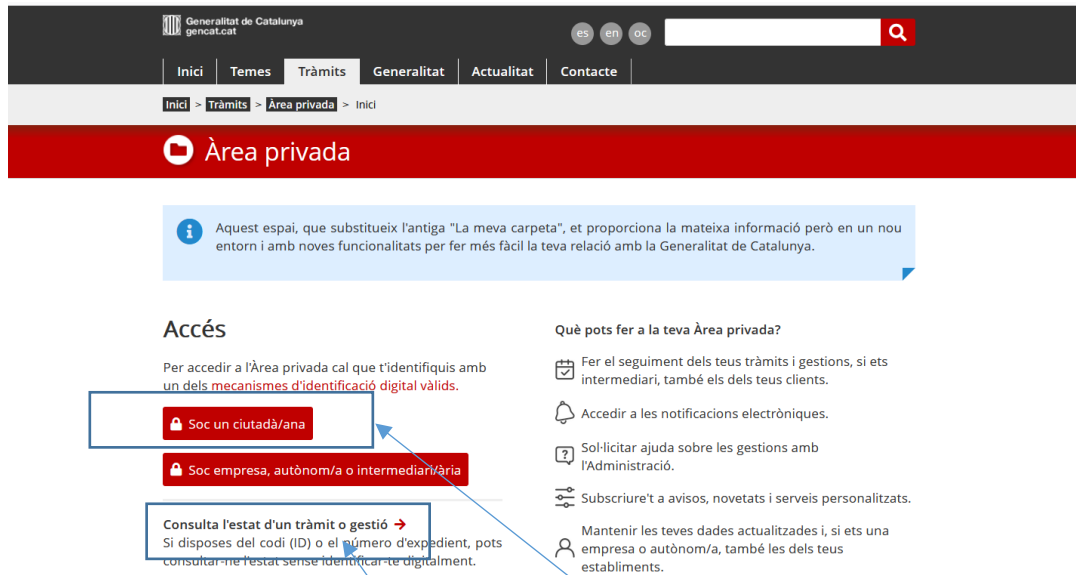 Generalitat de Catalunya
gencat.cat
es en oc
Inici Temes Tràmits Generalitat Actualitat Contacte
Inici > Tràmits > Àrea privada > Inici
Àrea privada
Aquest espai, que substitueix l'antiga "La meva carpeta", et proporciona la mateixa informació però en un nou
entorn i amb noves funcionalitats per fer més fàcil la teva relació amb la Generalitat de Catalunya.
Accés
Per accedir a l'Àrea privada cal que t'identifiquis amb
un dels mecanismes d'identificació digital vàlids.
Soc un ciutadà/ana
Soc empresa, autònom/a o intermediari/ària
Consulta l'estat d'un tràmit o gestió →
Si disposes del codi (ID) o el número d'expedient, pots
consultar-ne l'estat sense identificar-te digitalment.
Què pots fer a la teva Àrea privada?
Fer el seguiment dels teus tràmits i gestions, si ets
intermediari, també els dels teus clients.
Accedir a les notificacions electròniques.
Sol·licitar ajuda sobre les gestions amb
l'Administració.
Subscriure't a avisos, novetats i serveis personalitzats.
Mantenir les teves dades actualitzades i, si ets una
empresa o autònom/a, també les dels teus
establiments.